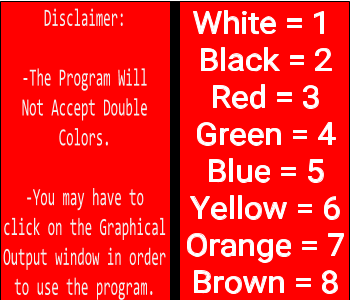 Disclaimer:
-The Program Will
Not Accept Double
Colors.
-You may have to
click on the Graphical
Output window in order
to use the program.
White = 1
Black = 2
Red = 3
Green = 4
Blue = 5
Yellow = 6
Orange = 7
Brown = 8